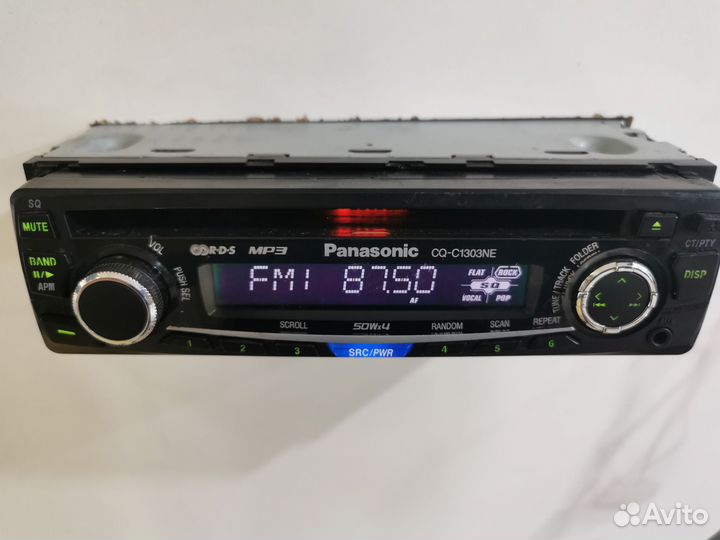 SQ
MUTE
VOL
R·D·S MP3 Panasonic CQ-C1303NE
CT/PTY
BAND
APM
PUSH SEL
FM1 87.50 AF
FLAT ROCK
SQ
VOCAL POP
TUNE / TRACK FOLDER
DISP
SCROLL 50Wx4 RANDOM SCAN REPEAT
1 2 3 SRC/PWR 4 5 6
Avito